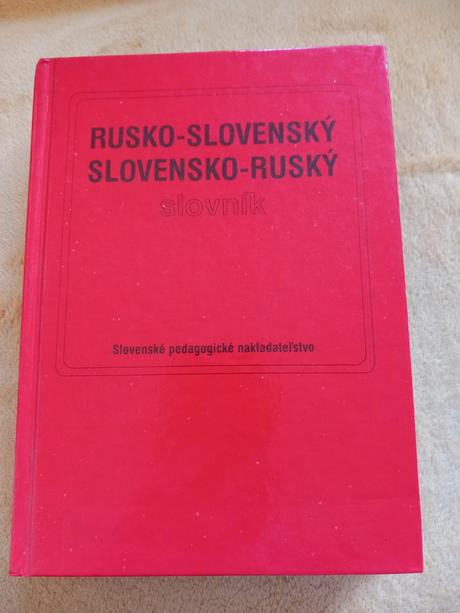 RUSKO-SLOVENSKÝ
SLOVENSKO-RUSKÝ
slovník
Slovenské pedagogické nakladateľstvo